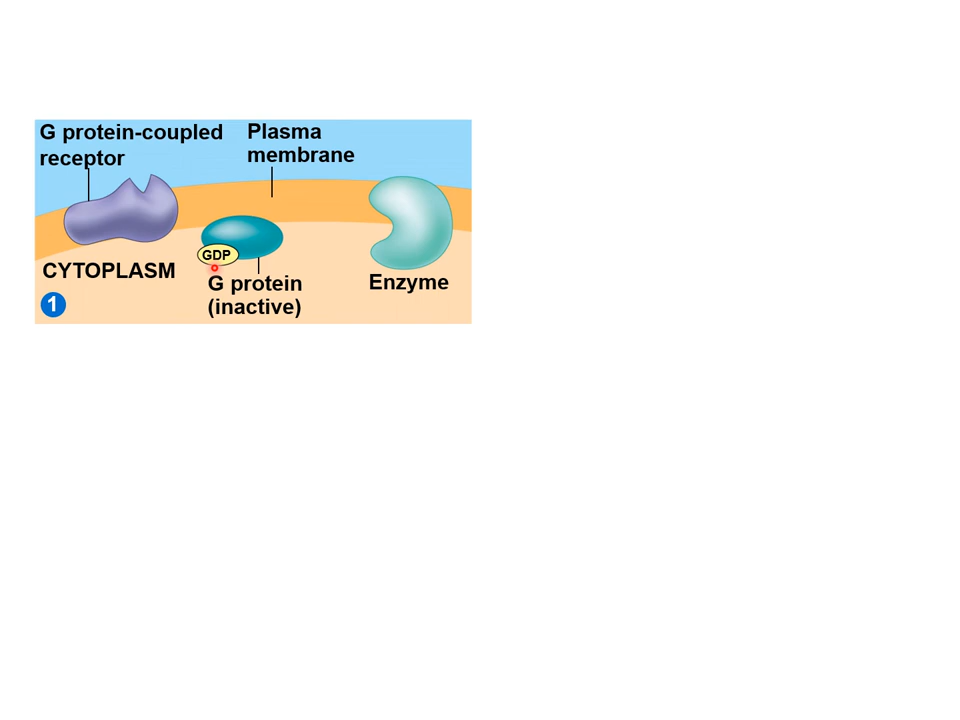 G protein-coupled
receptor
Plasma
membrane
GDP
CYTOPLASM
G protein
(inactive)
Enzyme
1